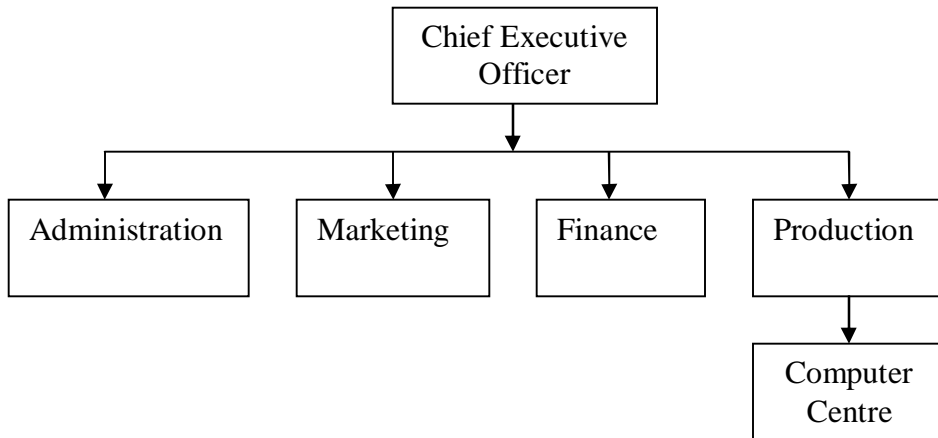 Chief Executive
Officer
Administration
Marketing
Finance
Production
Computer
Centre